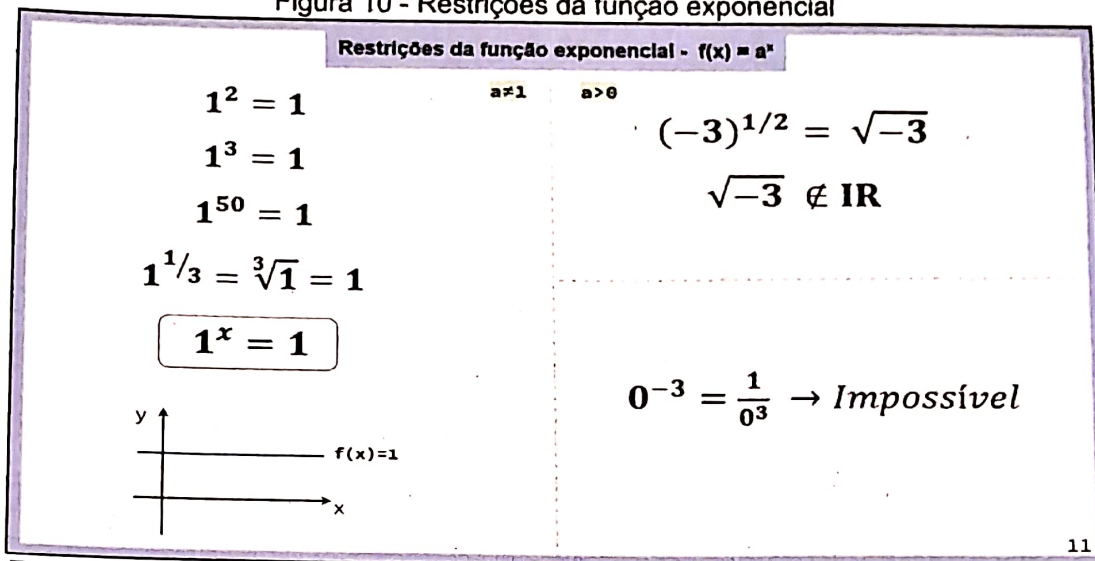 Figura 10 - Restrições da função exponencial
Restrições da função exponencial - f(x) = aˣ
a≠1
a>0
1² = 1
1³ = 1
1⁵⁰ = 1
1^1/3 = ∛1 = 1
1ˣ = 1
y
f(x)=1
x
(−3)^1/2 = √−3
√−3 ∉ IR
0⁻³ = 1/0³ → Impossível
11